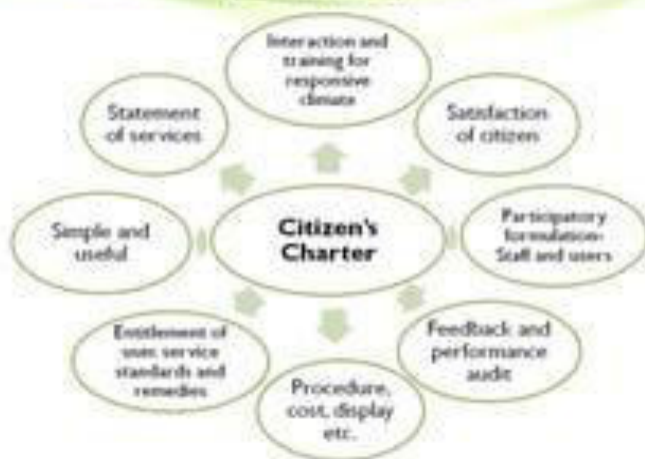 Interaction and
training for
responsive
climate
Statement
of services
Satisfaction
of citizen
Simple and
useful
Citizen's
Charter
Participatory
formulation-
Staff and users
Entitlement of
user, service
standards and
remedies
Feedback and
performance
audit
Procedure,
cost, display
etc.